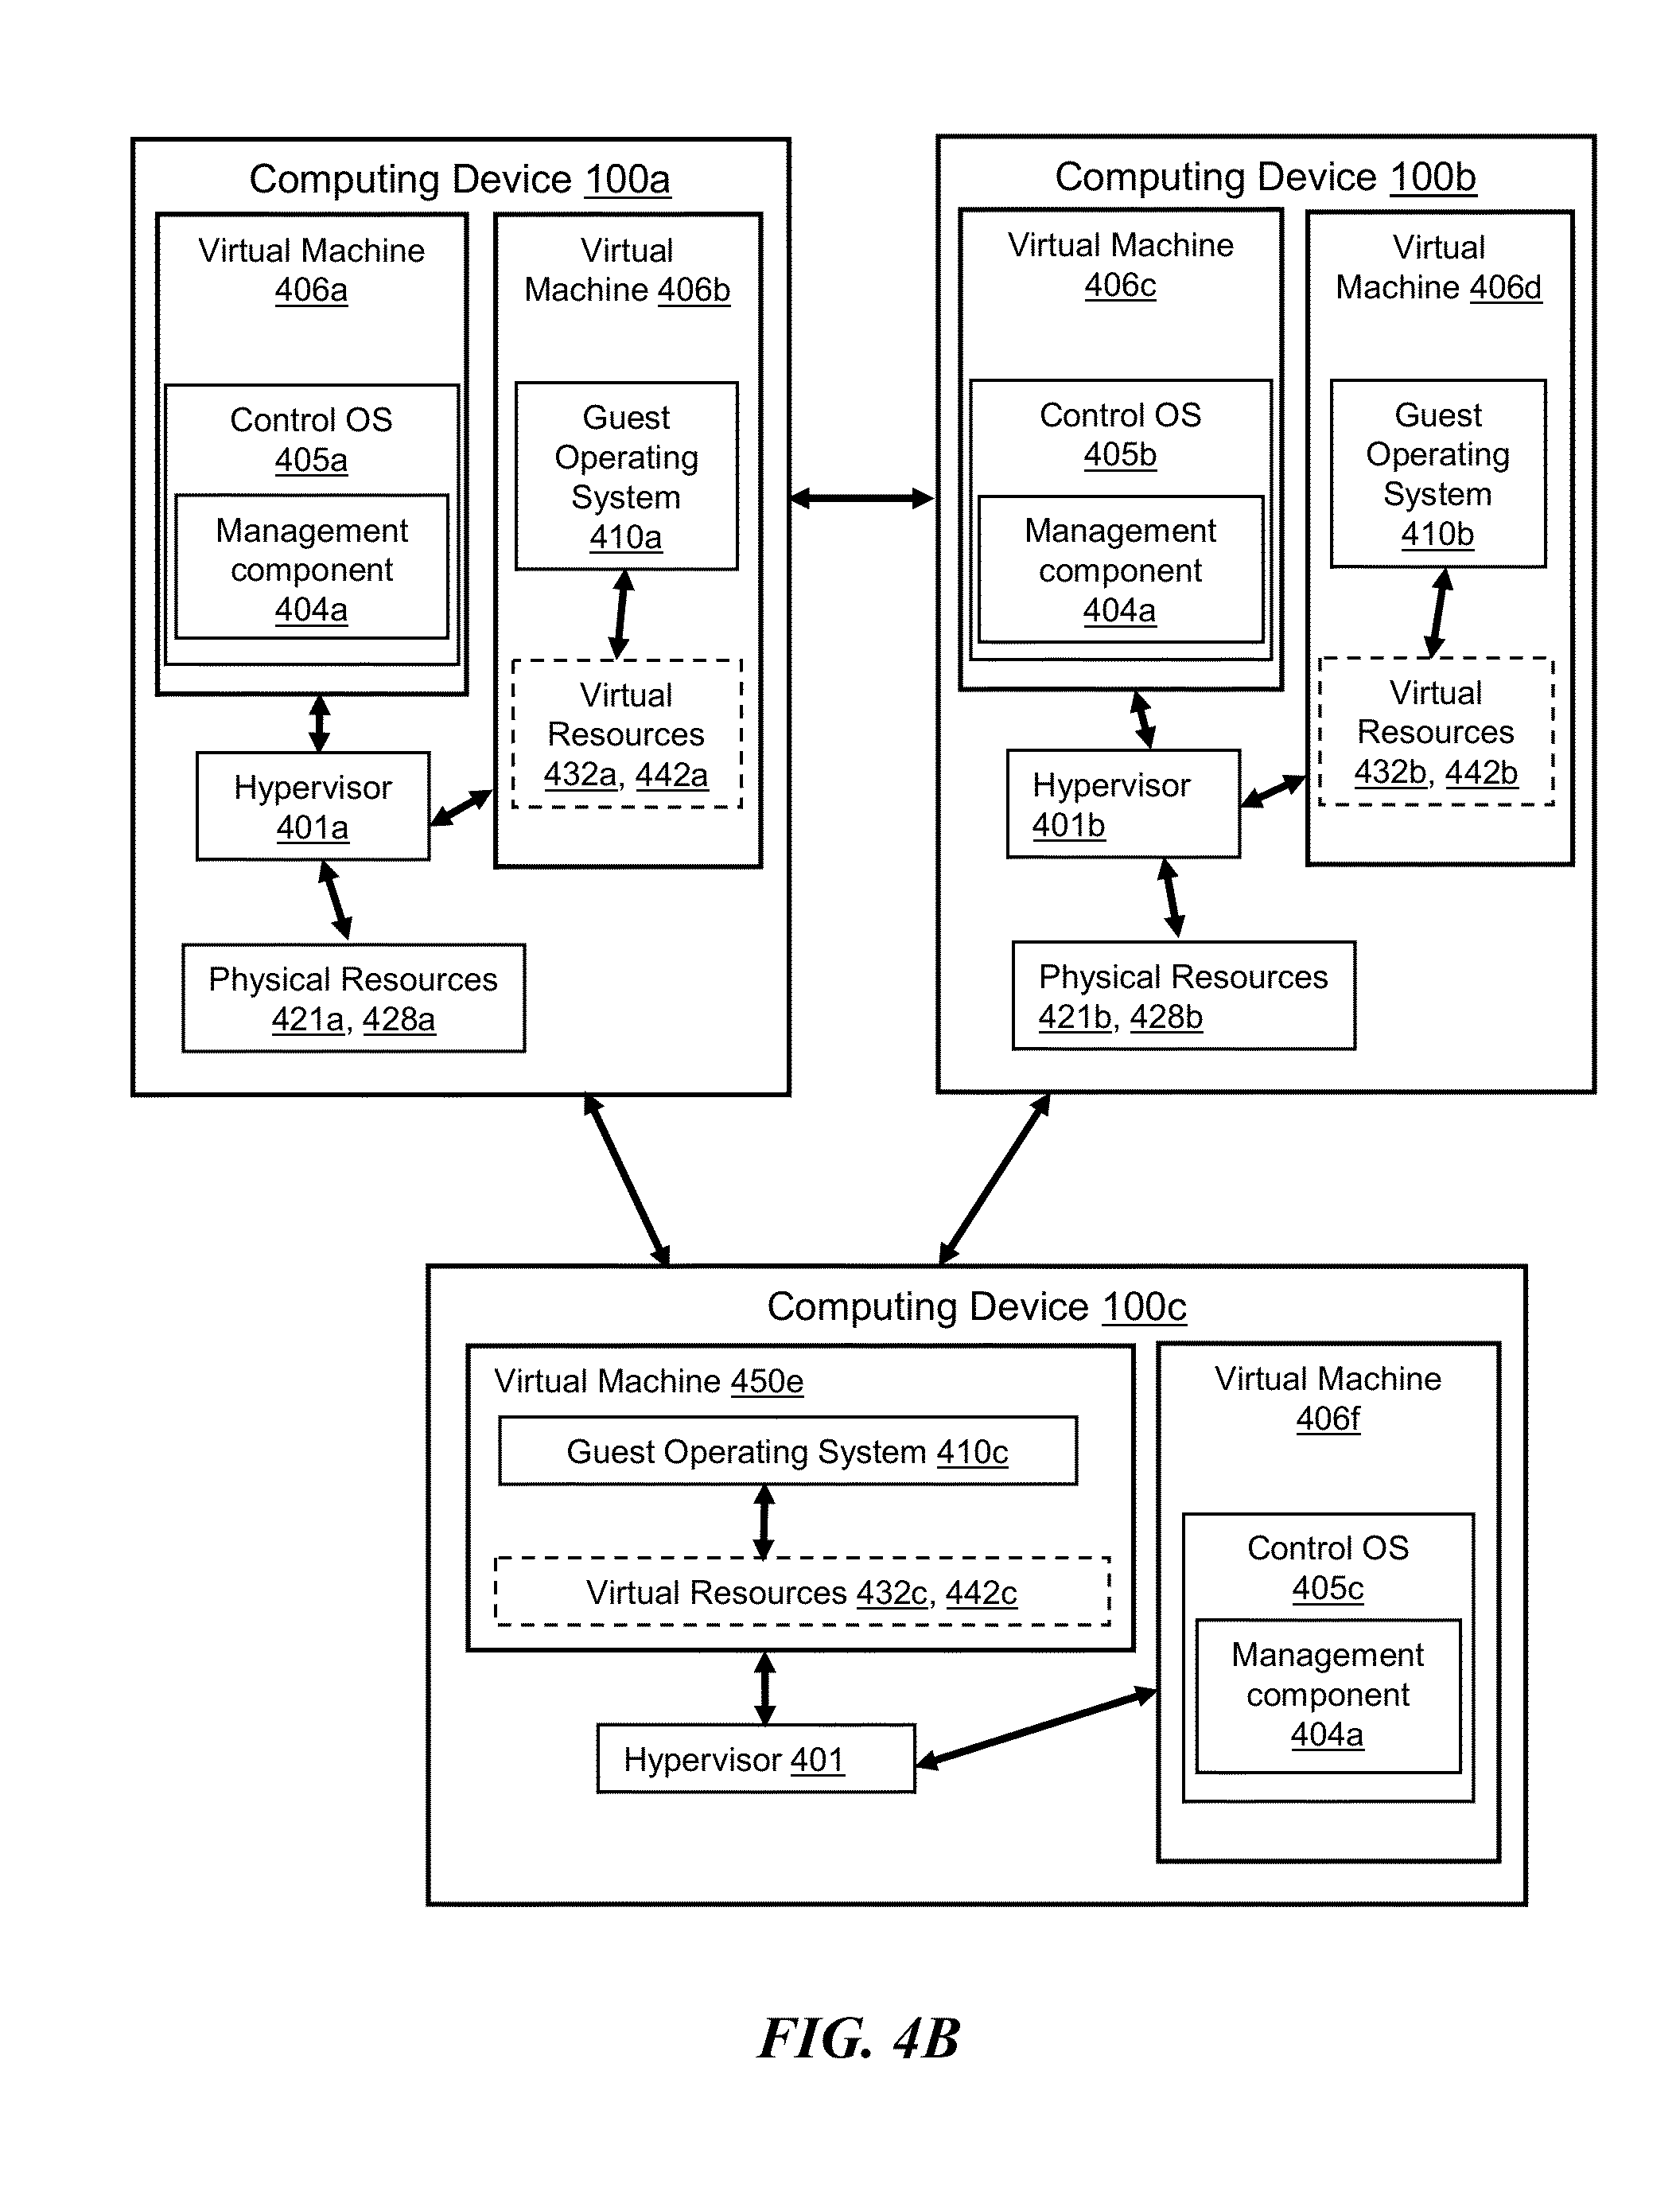 Computing Device 100a
Virtual Machine
406a
Control OS
405a
Management
component
404a
Virtual
Machine 406b
Guest
Operating
System
410a
Virtual
Resources
432a, 442a
Hypervisor
401a
Physical Resources
421a, 428a
Computing Device 100b
Virtual Machine
406c
Control OS
405b
Management
component
404a
Virtual
Machine 406d
Guest
Operating
System
410b
Virtual
Resources
432b, 442b
Hypervisor
401b
Physical Resources
421b, 428b
Computing Device 100c
Virtual Machine 450e
Guest Operating System 410c
Virtual Resources 432c, 442c
Hypervisor 401
Virtual Machine
406f
Control OS
405c
Management
component
404a
FIG. 4B